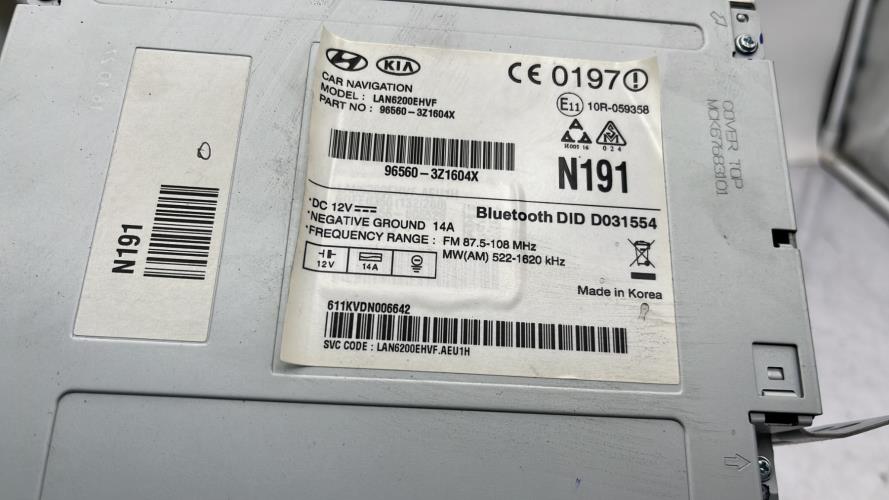 KIA
CAR NAVIGATION
MODEL : LAN6200EHVF
PART NO : 96560-3Z1604X
CE 0197
E11 10R-059358
024
96560-3Z1604X
N191
*DC 12V
*NEGATIVE GROUND 14A
*FREQUENCY RANGE : FM 87.5-108 MHz
MW(AM) 522-1620 kHz
Bluetooth DID D031554
12V
14A
Made in Korea
611KVDN006642
SVC CODE : LAN6200EHVF.AEU1H
N191
COVER TOP